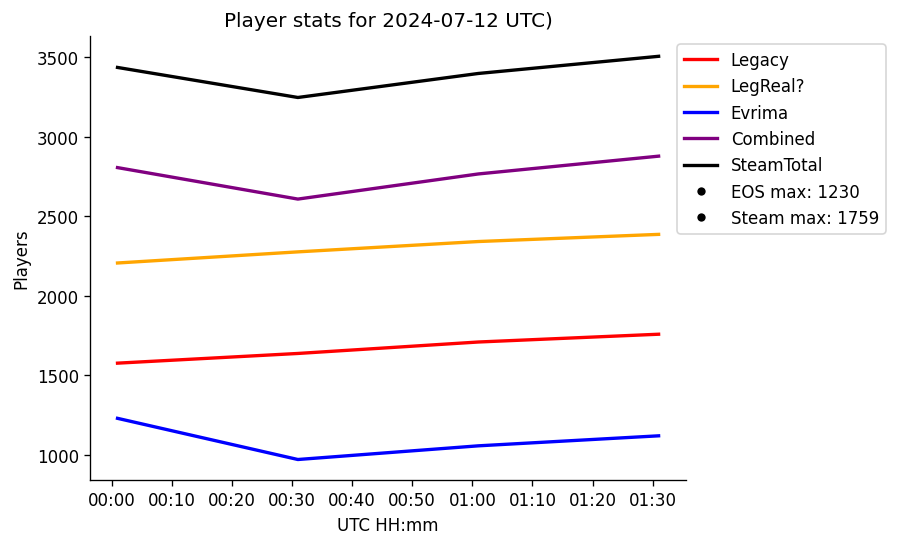 Player stats for 2024-07-12 UTC)
3500
3000
2500
2000
1500
1000
Players
00:00 00:10 00:20 00:30 00:40 00:50 01:00 01:10 01:20 01:30
UTC HH:mm
Legacy
LegReal?
Evrima
Combined
SteamTotal
EOS max: 1230
Steam max: 1759